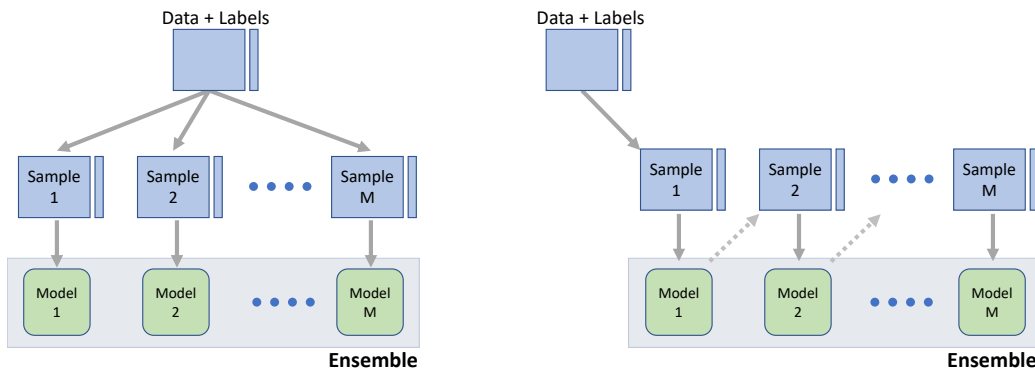 Data + Labels
Sample
1
Sample
2
Sample
M
Model
1
Model
2
Model
M
Ensemble
Data + Labels
Sample
1
Sample
2
Sample
M
Model
1
Model
2
Model
M
Ensemble